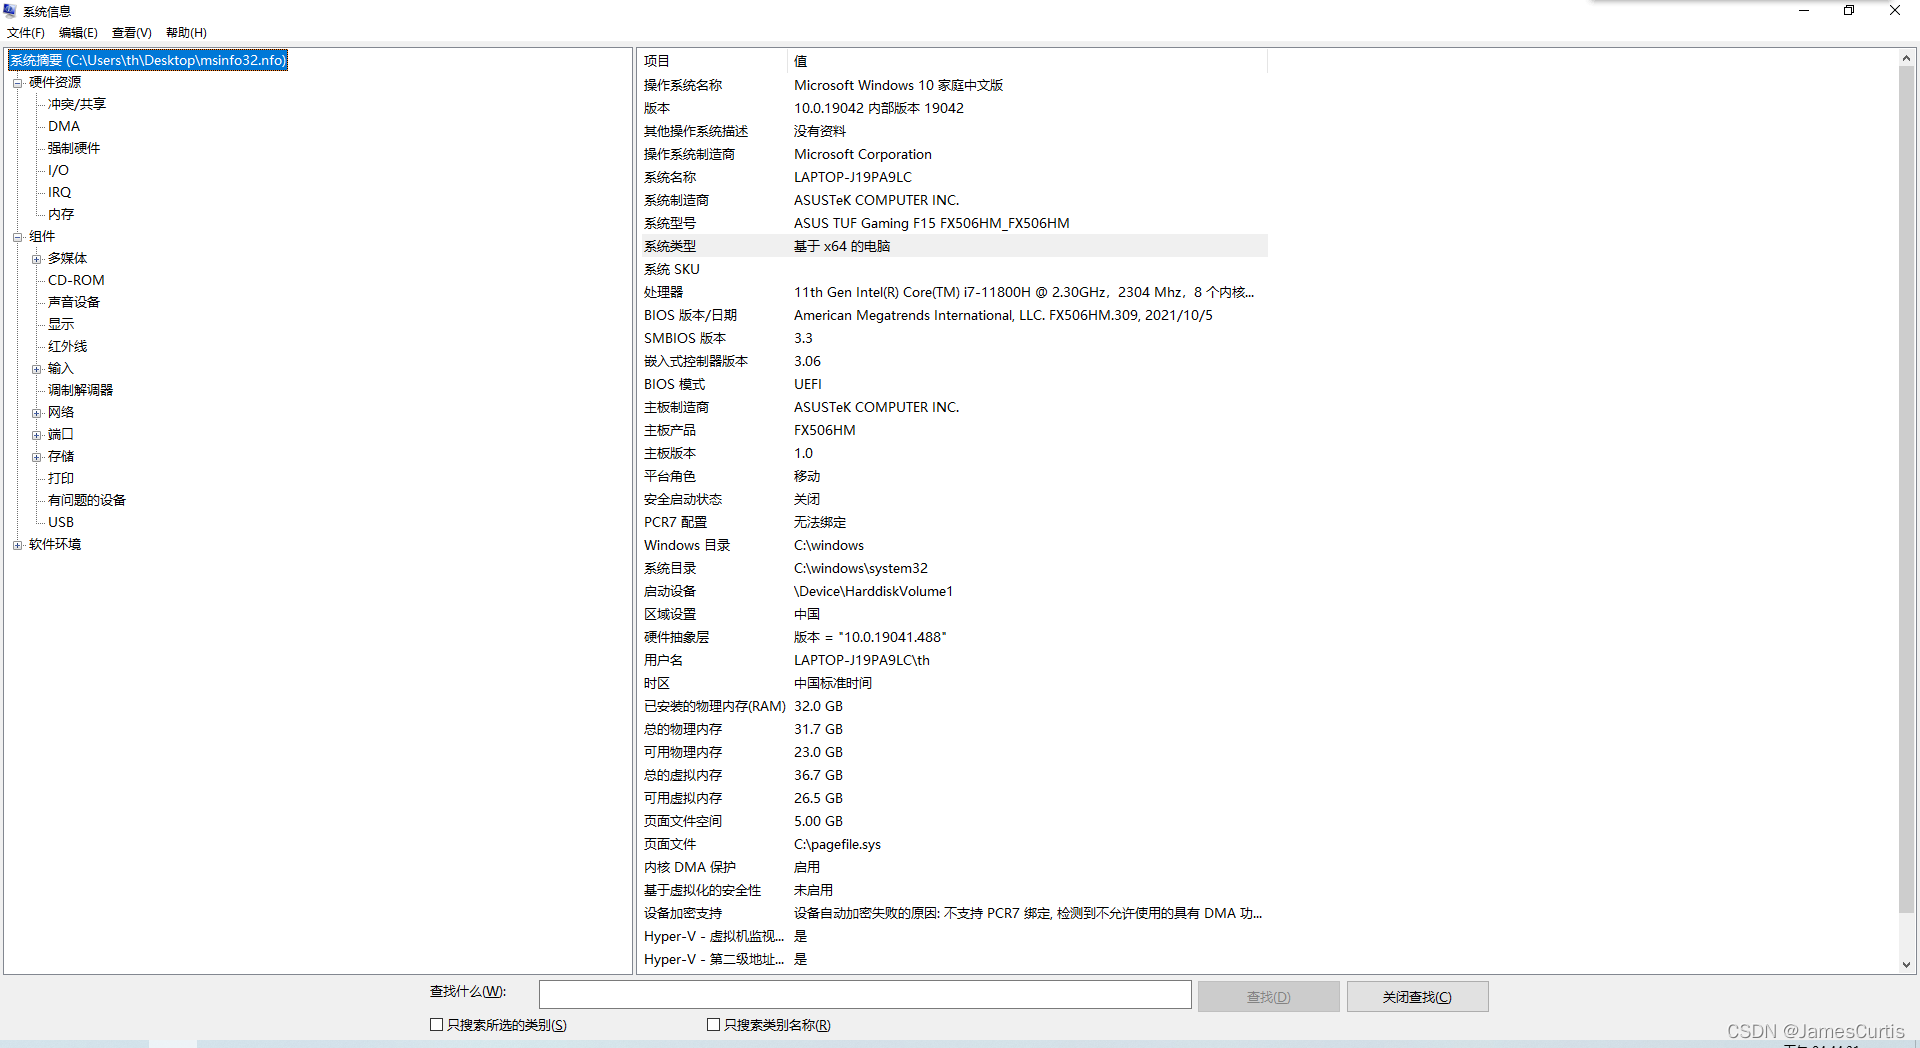 系统信息
文件(F) 编辑(E) 查看(V) 帮助(H)
系统摘要 (C:\Users\th\Desktop\msinfo32.nfo)
硬件资源
冲突/共享
DMA
强制硬件
I/O
IRQ
内存
组件
多媒体
CD-ROM
声音设备
显示
红外线
输入
调制解调器
网络
端口
存储
打印
有问题的设备
USB
软件环境
项目 值
操作系统名称 Microsoft Windows 10 家庭中文版
版本 10.0.19042 内部版本 19042
其他操作系统描述 没有资料
操作系统制造商 Microsoft Corporation
系统名称 LAPTOP-J19PA9LC
系统制造商 ASUSTeK COMPUTER INC.
系统型号 ASUS TUF Gaming F15 FX506HM_FX506HM
系统类型 基于 x64 的电脑
系统 SKU
处理器 11th Gen Intel(R) Core(TM) i7-11800H @ 2.30GHz，2304 Mhz，8 个内核...
BIOS 版本/日期 American Megatrends International, LLC. FX506HM.309, 2021/10/5
SMBIOS 版本 3.3
嵌入式控制器版本 3.06
BIOS 模式 UEFI
主板制造商 ASUSTeK COMPUTER INC.
主板产品 FX506HM
主板版本 1.0
平台角色 移动
安全启动状态 关闭
PCR7 配置 无法绑定
Windows 目录 C:\windows
系统目录 C:\windows\system32
启动设备 \Device\HarddiskVolume1
区域设置 中国
硬件抽象层 版本 = "10.0.19041.488"
用户名 LAPTOP-J19PA9LC\th
时区 中国标准时间
已安装的物理内存(RAM) 32.0 GB
总的物理内存 31.7 GB
可用物理内存 23.0 GB
总的虚拟内存 36.7 GB
可用虚拟内存 26.5 GB
页面文件空间 5.00 GB
页面文件 C:\pagefile.sys
内核 DMA 保护 启用
基于虚拟化的安全性 未启用
设备加密支持 设备自动加密失败的原因: 不支持 PCR7 绑定, 检测到不允许使用的具有 DMA 功...
Hyper-V - 虚拟机监视... 是
Hyper-V - 第二级地址... 是
查找什么(W): 查找(D) 关闭查找(C)
只搜索所选的类别(S) 只搜索类别名称(R)
CSDN @JamesCurtis